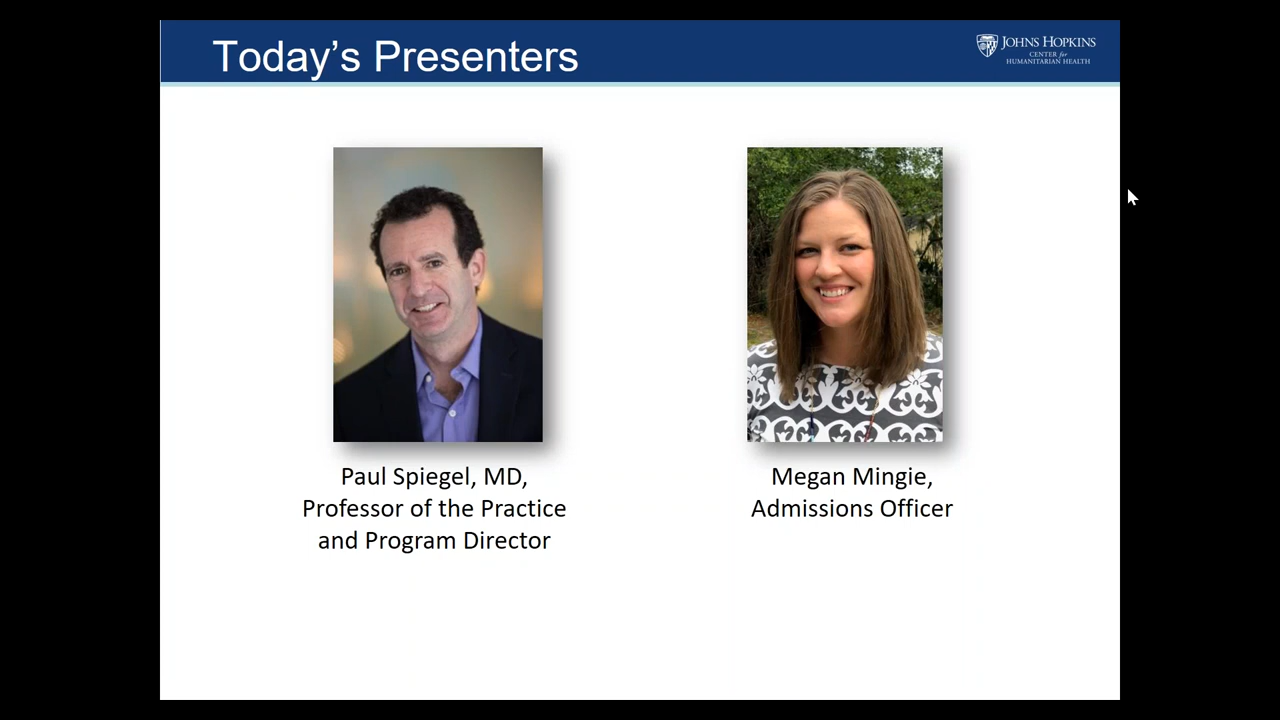 Today's Presenters
JOHNS HOPKINS
CENTER for
HUMANITARIAN HEALTH
Paul Spiegel, MD,
Professor of the Practice
and Program Director
Megan Mingie,
Admissions Officer